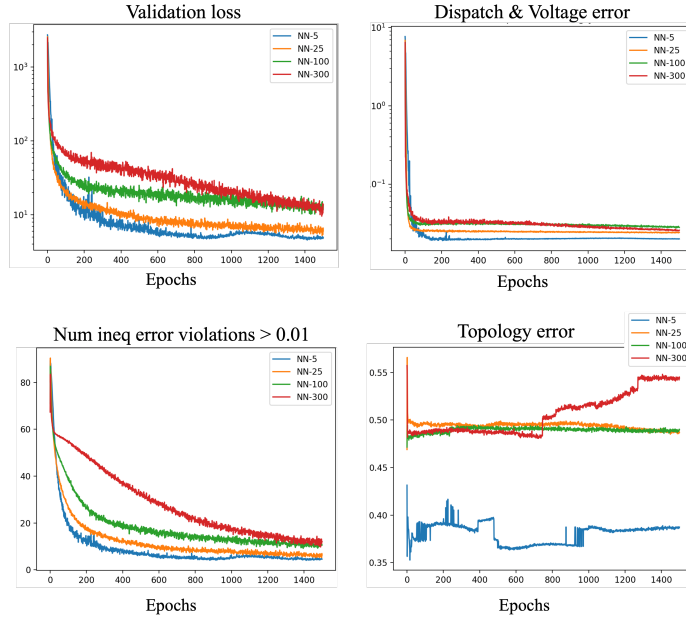 Validation loss
10³
10²
10¹
0
200
400
600
800
1000
1200
1400
NN-5
NN-25
NN-100
NN-300
Epochs
Dispatch & Voltage error
10¹
10⁰
10⁻¹
0
200
400
600
800
1000
1200
1400
NN-5
NN-25
NN-100
NN-300
Epochs
Num ineq error violations > 0.01
80
60
40
20
0
0
200
400
600
800
1000
1200
1400
NN-5
NN-25
NN-100
NN-300
Epochs
Topology error
0.55
0.50
0.45
0.40
0.35
0
200
400
600
800
1000
1200
1400
NN-5
NN-25
NN-100
NN-300
Epochs